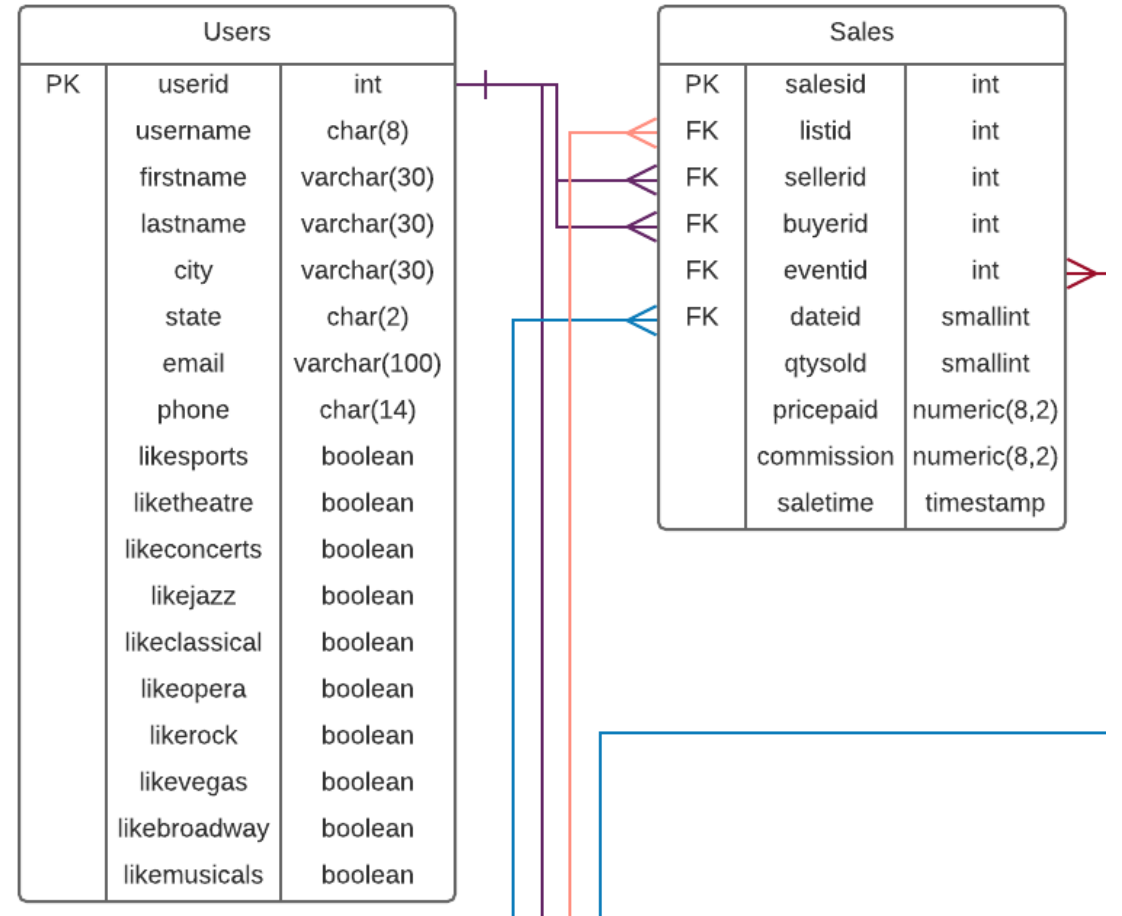 Users
PK userid int
username char(8)
firstname varchar(30)
lastname varchar(30)
city varchar(30)
state char(2)
email varchar(100)
phone char(14)
likesports boolean
liketheatre boolean
likeconcerts boolean
likejazz boolean
likeclassical boolean
likeopera boolean
likerock boolean
likevegas boolean
likebroadway boolean
likemusicals boolean
Sales
PK salesid int
FK listid int
FK sellerid int
FK buyerid int
FK eventid int
FK dateid smallint
qtysold smallint
pricepaid numeric(8,2)
commission numeric(8,2)
saletime timestamp